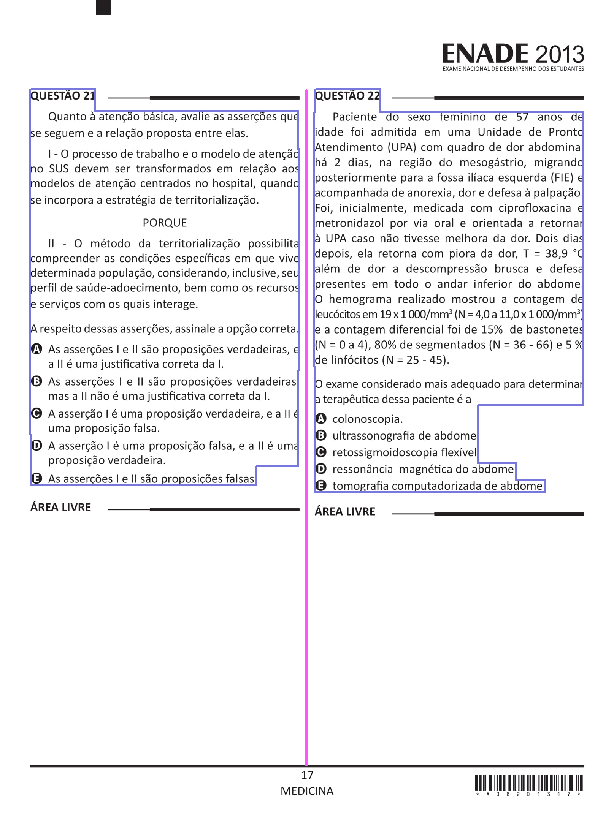 ENADE 2013
EXAME NACIONAL DE DESEMPENHO DOS ESTUDANTES
QUESTÃO 21
Quanto à atenção básica, avalie as asserções que
se seguem e a relação proposta entre elas.
I - O processo de trabalho e o modelo de atenção
no SUS devem ser transformados em relação aos
modelos de atenção centrados no hospital, quando
se incorpora a estratégia de territorialização.
PORQUE
II - O método da territorialização possibilita
compreender as condições específicas em que vive
determinada população, considerando, inclusive, seu
perfil de saúde-adoecimento, bem como os recursos
e serviços com os quais interage.
A respeito dessas asserções, assinale a opção correta.
A As asserções I e II são proposições verdadeiras, e
a II é uma justificativa correta da I.
B As asserções I e II são proposições verdadeiras,
mas a II não é uma justificativa correta da I.
C A asserção I é uma proposição verdadeira, e a II é
uma proposição falsa.
D A asserção I é uma proposição falsa, e a II é uma
proposição verdadeira.
E As asserções I e II são proposições falsas.
ÁREA LIVRE
QUESTÃO 22
Paciente do sexo feminino de 57 anos de
idade foi admitida em uma Unidade de Pronto
Atendimento (UPA) com quadro de dor abdominal
há 2 dias, na região do mesogástrio, migrando
posteriormente para a fossa ilíaca esquerda (FIE) e
acompanhada de anorexia, dor e defesa à palpação.
Foi, inicialmente, medicada com ciprofloxacina e
metronidazol por via oral e orientada a retornar
à UPA caso não tivesse melhora da dor. Dois dias
depois, ela retorna com piora da dor, T = 38,9 °C
além de dor a descompressão brusca e defesa
presentes em todo o andar inferior do abdome.
O hemograma realizado mostrou a contagem de
leucócitos em 19 x 1 000/mm³ (N = 4,0 a 11,0 x 1 000/mm³)
e a contagem diferencial foi de 15% de bastonetes
(N = 0 a 4), 80% de segmentados (N = 36 - 66) e 5 %
de linfócitos (N = 25 - 45).
O exame considerado mais adequado para determinar
a terapêutica dessa paciente é a
A colonoscopia.
B ultrassonografia de abdome.
C retossigmoidoscopia flexível.
D ressonância magnética do abdome.
E tomografia computadorizada de abdome.
ÁREA LIVRE
17
MEDICINA